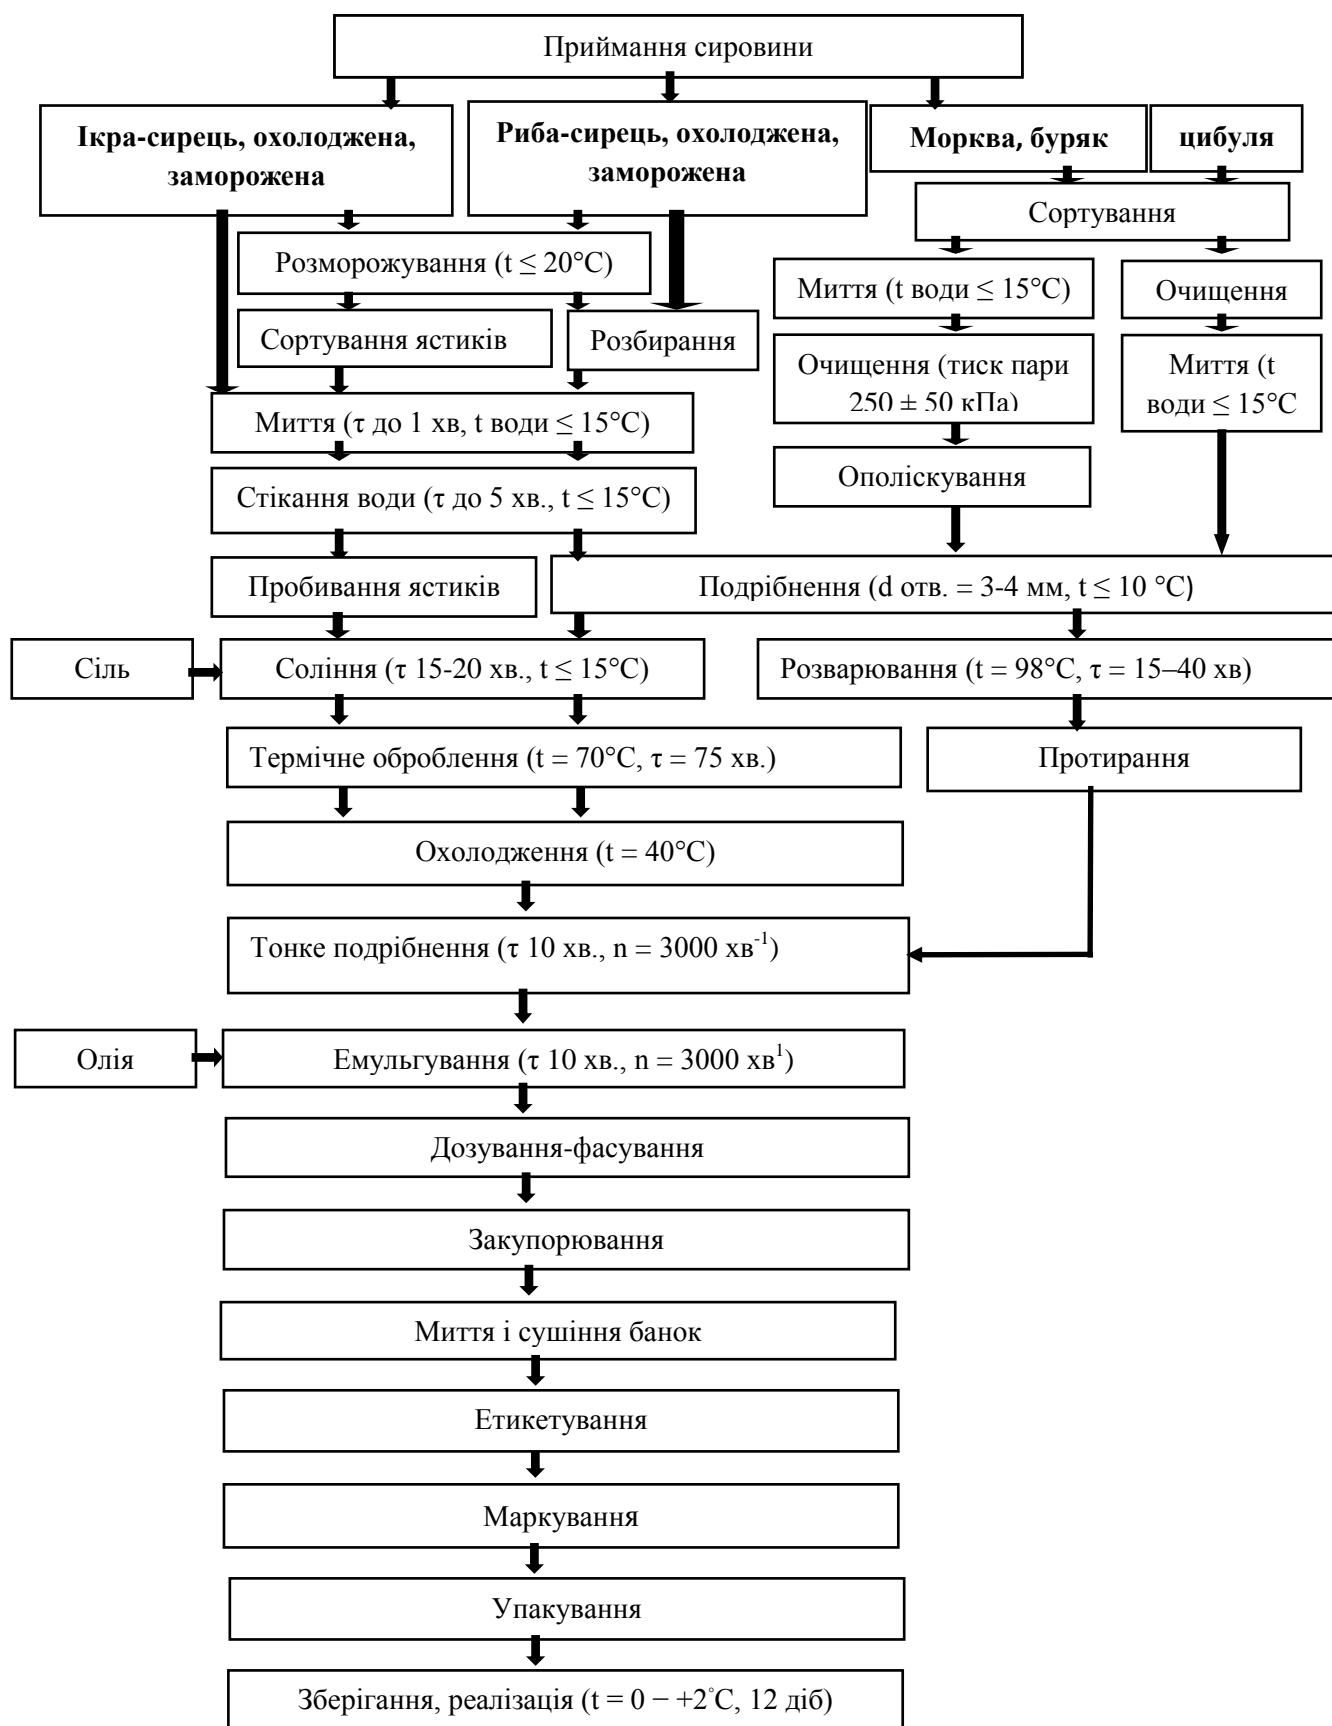 Приймання сировини
Ікра-сирець, охолоджена,
заморожена
Риба-сирець, охолоджена,
заморожена
Морква, буряк
цибуля
Сортування
Розморожування (t ≤ 20°С)
Миття (t води ≤ 15°С)
Очищення
Сортування ястиків
Розбирання
Очищення (тиск пари
250 ± 50 кПа)
Миття (t
води ≤ 15°С
Миття (τ до 1 хв, t води ≤ 15°С)
Ополіскування
Стікання води (τ до 5 хв., t ≤ 15°С)
Пробивання ястиків
Подрібнення (d отв. = 3-4 мм, t ≤ 10 °С)
Сіль
Соління (τ 15-20 хв., t ≤ 15°С)
Розварювання (t = 98°С, τ = 15–40 хв)
Термічне оброблення (t = 70°С, τ = 75 хв.)
Протирання
Охолодження (t = 40°С)
Тонке подрібнення (τ 10 хв., n = 3000 хв⁻¹)
Олія
Емульгування (τ 10 хв., n = 3000 хв¹)
Дозування-фасування
Закупорювання
Миття і сушіння банок
Етикетування
Маркування
Упакування
Зберігання, реалізація (t = 0 − +2°С, 12 діб)